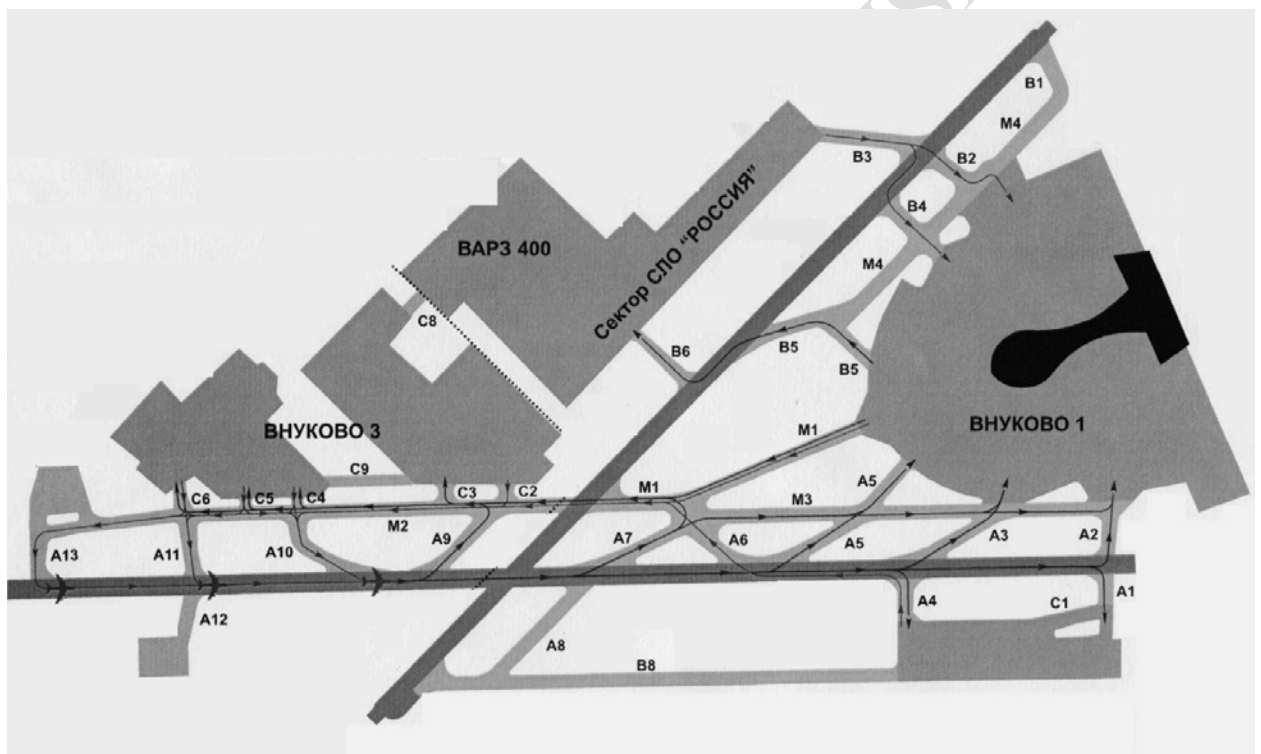 B1
M4
B3
B2
B4
Сектор СЛО "РОССИЯ"
ВАРЗ 400
M4
C8
B6
B5
B5
ВНУКОВО 3
ВНУКОВО 1
M1
C9
C6
C5
C4
C3
C2
M1
M3
A5
M2
A13
A11
A10
A9
A7
A6
A5
A3
A2
A12
A4
C1
A1
A8
B8